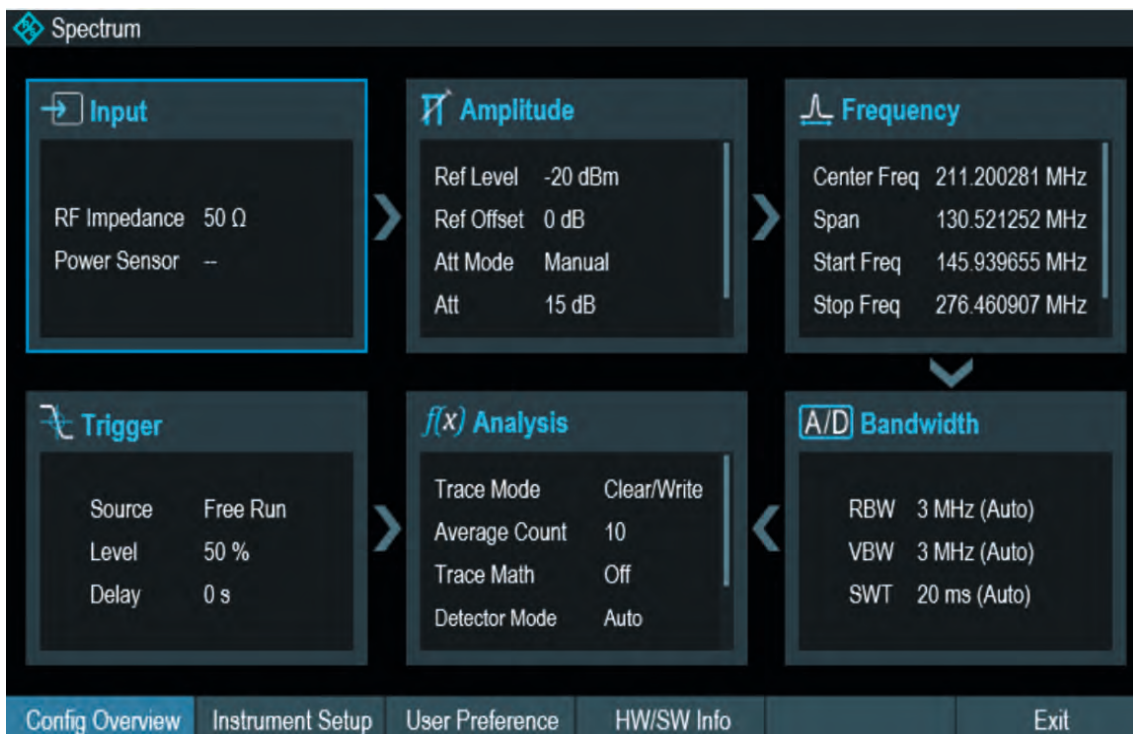 Spectrum
Input
RF Impedance 50 Ω
Power Sensor --
Amplitude
Ref Level -20 dBm
Ref Offset 0 dB
Att Mode Manual
Att 15 dB
Frequency
Center Freq 211.200281 MHz
Span 130.521252 MHz
Start Freq 145.939655 MHz
Stop Freq 276.460907 MHz
Trigger
Source Free Run
Level 50 %
Delay 0 s
f(x) Analysis
Trace Mode Clear/Write
Average Count 10
Trace Math Off
Detector Mode Auto
A/D Bandwidth
RBW 3 MHz (Auto)
VBW 3 MHz (Auto)
SWT 20 ms (Auto)
Config Overview Instrument Setup User Preference HW/SW Info Exit